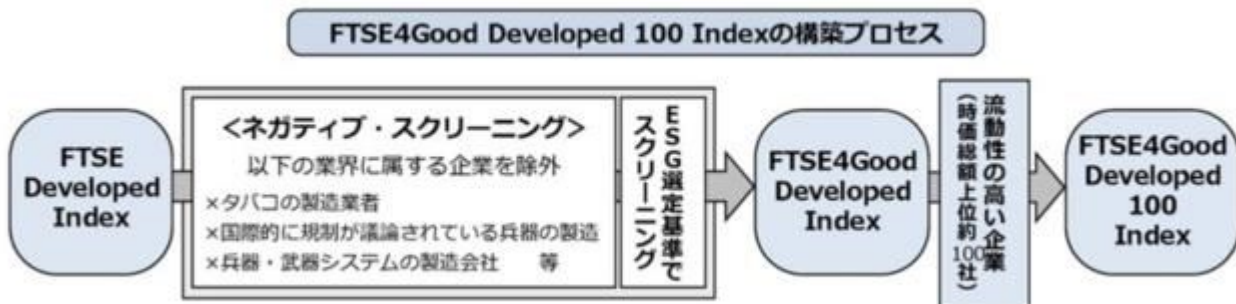 FTSE4Good Developed 100 Indexの構築プロセス
FTSE
Developed
Index
<ネガティブ・スクリーニング>
以下の業界に属する企業を除外
×タバコの製造業者
×国際的に規制が議論されている兵器の製造
×兵器・武器システムの製造会社　等
ESG選定基準で
スクリーニング
FTSE4Good
Developed
Index
流動性の高い企業
(時価総額上位約100社)
FTSE4Good
Developed
100
Index